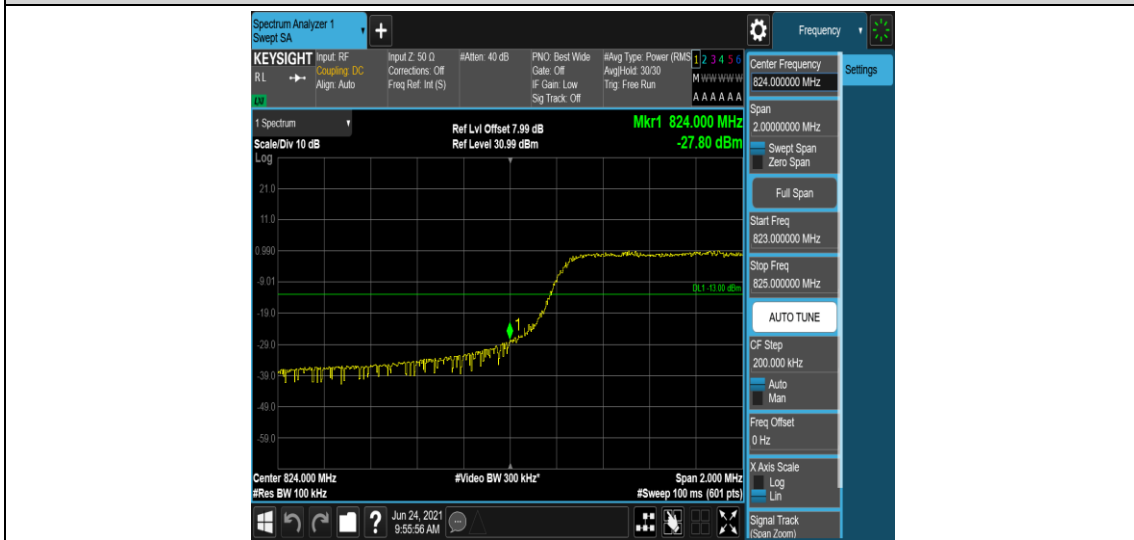 Spectrum Analyzer 1
Swept SA
+
Frequency
KEYSIGHT
RL
Input: RF
Coupling: DC
Align: Auto
Input Z: 50 Ω
Corrections: Off
Freq Ref: Int (S)
#Atten: 40 dB
PNO: Best Wide
Gate: Off
IF Gain: Low
Sig Track: Off
#Avg Type: Power (RMS
Avg|Hold: 30/30
Trig: Free Run
1 2 3 4 5 6
M W W W W W
A A A A A A
1 Spectrum
Scale/Div 10 dB
Log
Ref Lvl Offset 7.99 dB
Ref Level 30.99 dBm
Mkr1 824.000 MHz
-27.80 dBm
21.0
11.0
0.990
-9.01
-19.0
-29.0
-39.0
-49.0
-59.0
DL1 -13.00 dBm
1
Center 824.000 MHz
#Res BW 100 kHz
#Video BW 300 kHz*
Span 2.000 MHz
#Sweep 100 ms (601 pts)
?
Jun 24, 2021
9:55:56 AM
Center Frequency
824.000000 MHz
Span
2.00000000 MHz
Swept Span
Zero Span
Full Span
Start Freq
823.000000 MHz
Stop Freq
825.000000 MHz
AUTO TUNE
CF Step
200.000 kHz
Auto
Man
Freq Offset
0 Hz
X Axis Scale
Log
Lin
Signal Track
(Span Zoom)
Settings